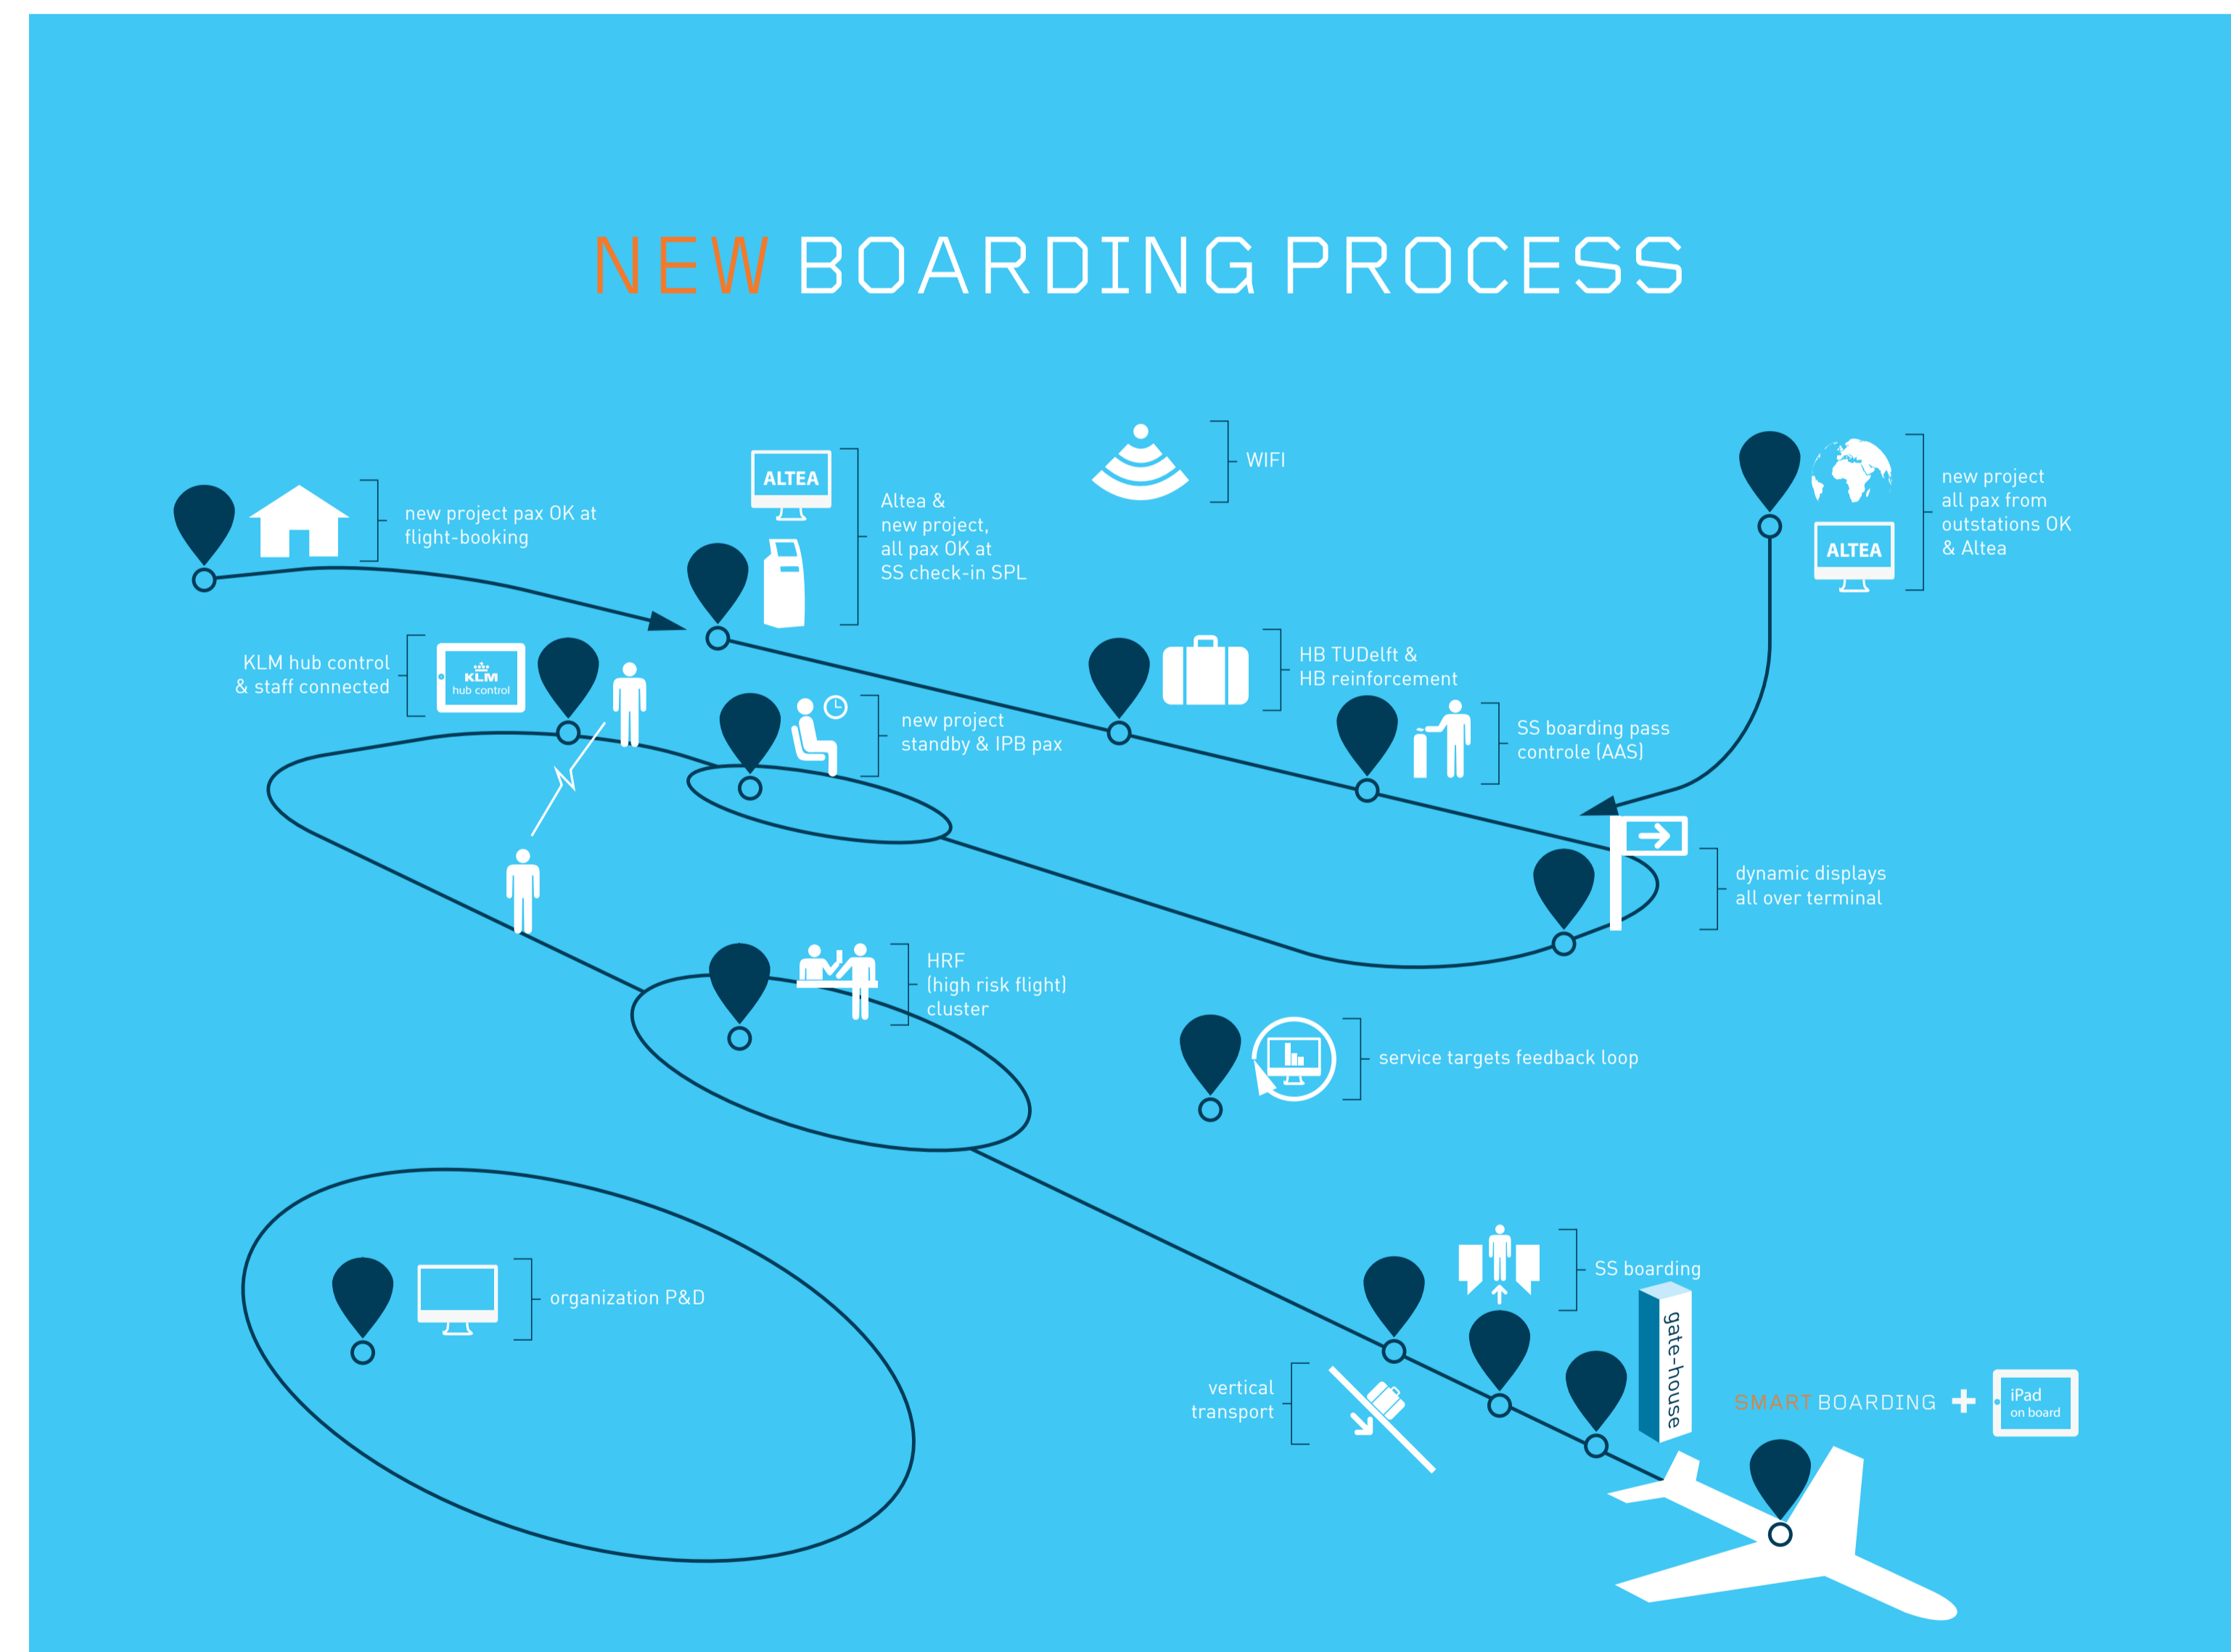 NEW BOARDING PROCESS
WIFI
ALTEA
Altea &
new project,
all pax OK at
SS check-in SPL
new project pax OK at
flight-booking
new project
all pax from
outstations OK
& Altea
ALTEA
KLM hub control
& staff connected
KLM
hub control
new project
standby & IPB pax
HB TUDelft &
HB reinforcement
SS boarding pass
controle (AAS)
dynamic displays
all over terminal
HRF
(high risk flight)
cluster
service targets feedback loop
organization P&D
SS boarding
gate-house
vertical
transport
SMART BOARDING +
iPad
on board